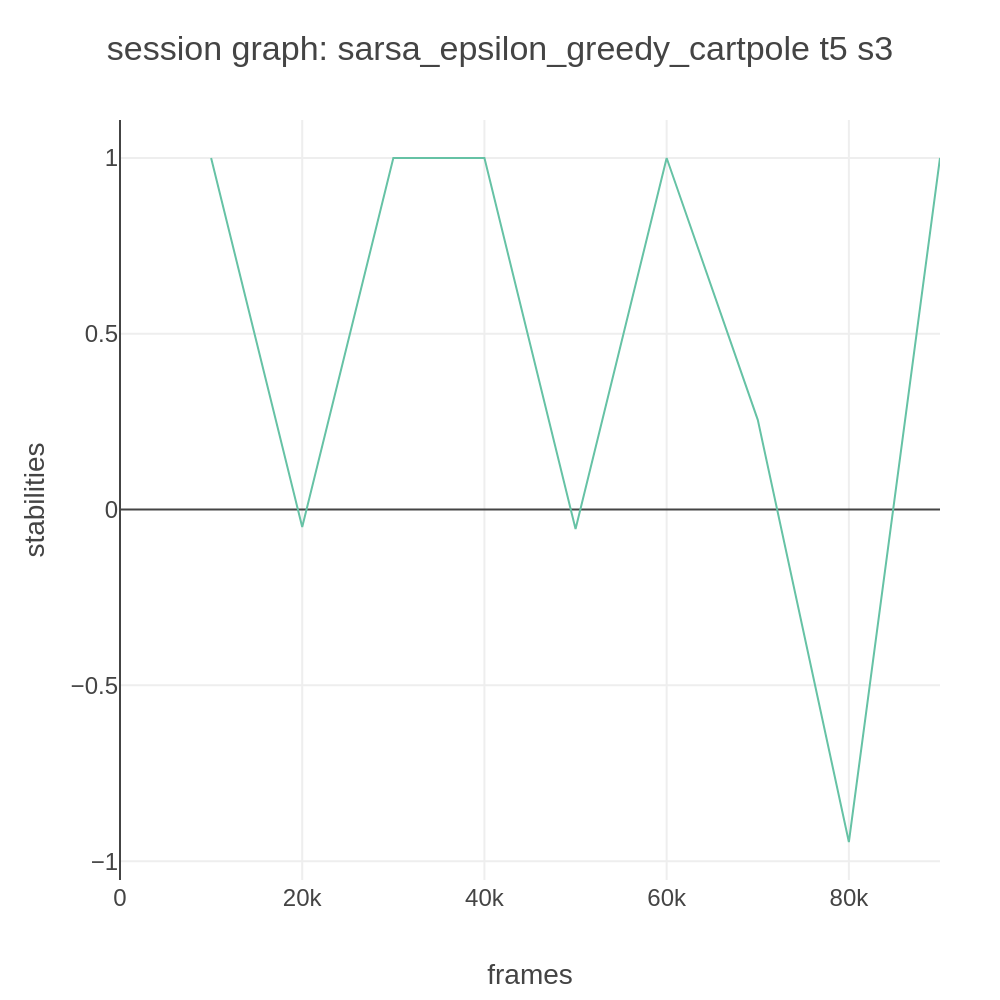 session graph: sarsa_epsilon_greedy_cartpole t5 s3
1
0.5
0
−0.5
−1
stabilities
0 20k 40k 60k 80k
frames